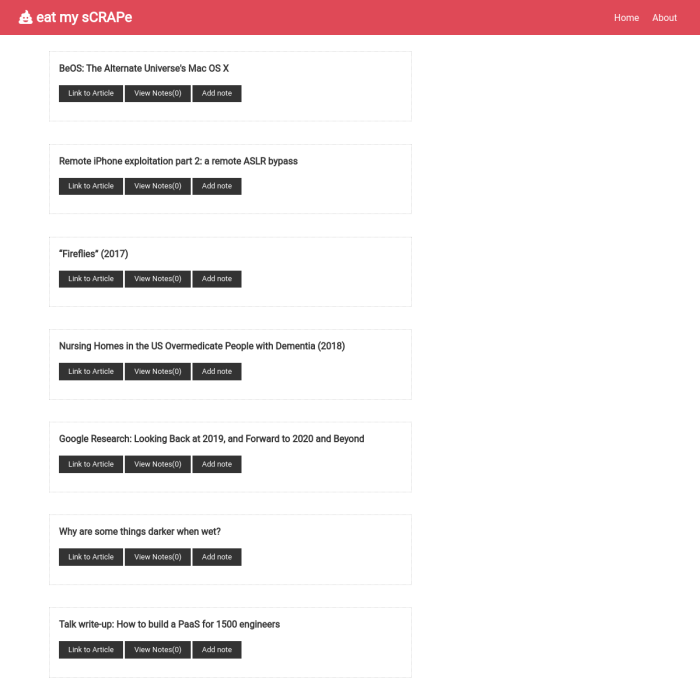 eat my sCRAPe
Home About
BeOS: The Alternate Universe's Mac OS X
Link to Article View Notes(0) Add note
Remote iPhone exploitation part 2: a remote ASLR bypass
Link to Article View Notes(0) Add note
“Fireflies” (2017)
Link to Article View Notes(0) Add note
Nursing Homes in the US Overmedicate People with Dementia (2018)
Link to Article View Notes(0) Add note
Google Research: Looking Back at 2019, and Forward to 2020 and Beyond
Link to Article View Notes(0) Add note
Why are some things darker when wet?
Link to Article View Notes(0) Add note
Talk write-up: How to build a PaaS for 1500 engineers
Link to Article View Notes(0) Add note